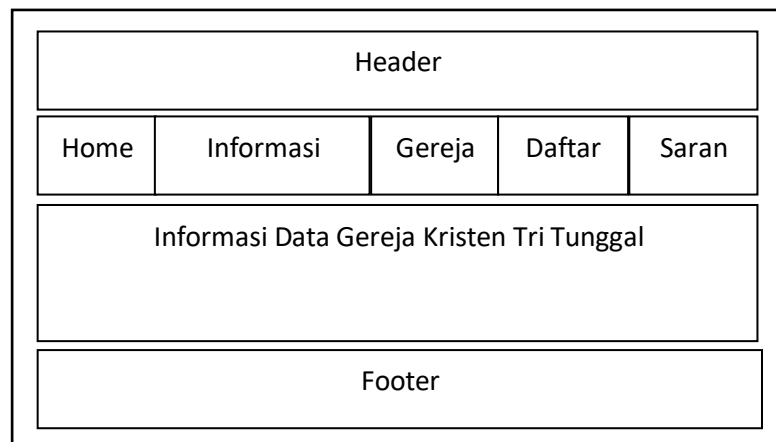 Header
Home Informasi Gereja Daftar Saran
Informasi Data Gereja Kristen Tri Tunggal
Footer